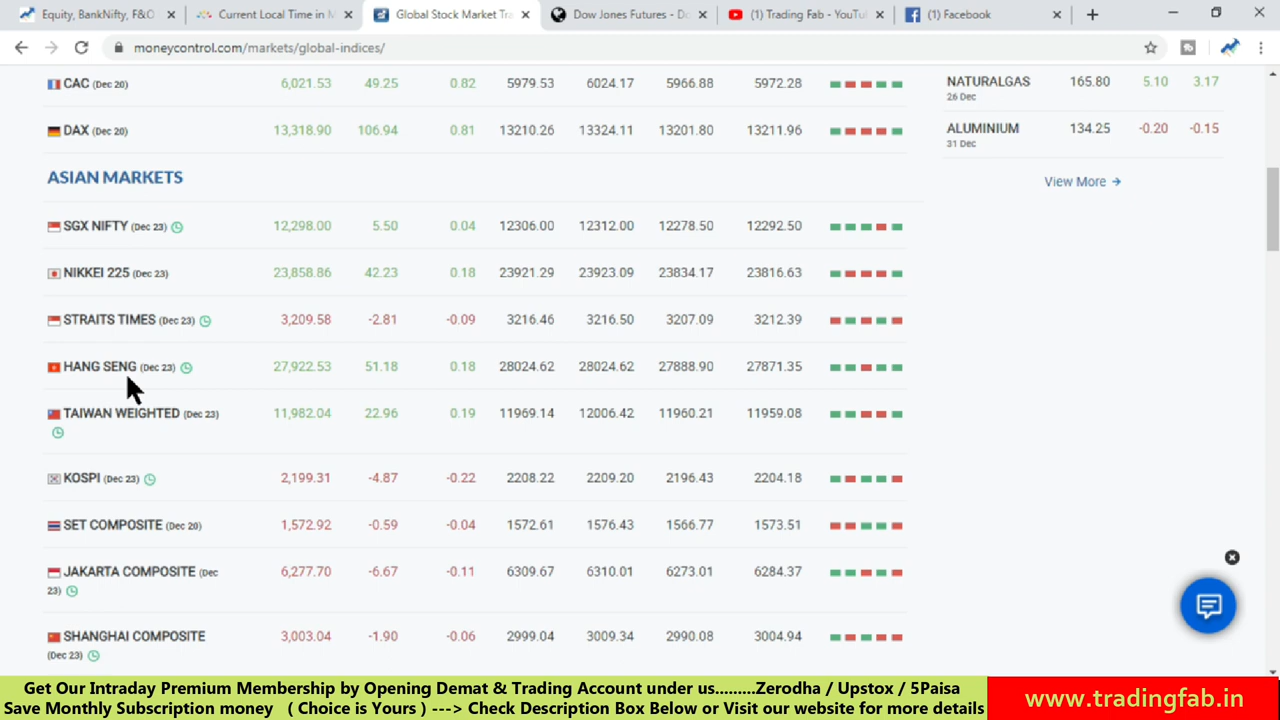 Equity, BankNifty, F&O
Current Local Time in M
Global Stock Market Tra
Dow Jones Futures - Do
(1) Trading Fab - YouTu
(1) Facebook
moneycontrol.com/markets/global-indices/
CAC (Dec 20) 6,021.53 49.25 0.82 5979.53 6024.17 5966.88 5972.28
DAX (Dec 20) 13,318.90 106.94 0.81 13210.26 13324.11 13201.80 13211.96
ASIAN MARKETS
SGX NIFTY (Dec 23) 12,298.00 5.50 0.04 12306.00 12312.00 12278.50 12292.50
NIKKEI 225 (Dec 23) 23,858.86 42.23 0.18 23921.29 23923.09 23834.17 23816.63
STRAITS TIMES (Dec 23) 3,209.58 -2.81 -0.09 3216.46 3216.50 3207.09 3212.39
HANG SENG (Dec 23) 27,922.53 51.18 0.18 28024.62 28024.62 27888.90 27871.35
TAIWAN WEIGHTED (Dec 23) 11,982.04 22.96 0.19 11969.14 12006.42 11960.21 11959.08
KOSPI (Dec 23) 2,199.31 -4.87 -0.22 2208.22 2209.20 2196.43 2204.18
SET COMPOSITE (Dec 20) 1,572.92 -0.59 -0.04 1572.61 1576.43 1566.77 1573.51
JAKARTA COMPOSITE (Dec 6,277.70 -6.67 -0.11 6309.67 6310.01 6273.01 6284.37
23)
SHANGHAI COMPOSITE 3,003.04 -1.90 -0.06 2999.04 3009.34 2990.08 3004.94
(Dec 23)
NATURALGAS 165.80 5.10 3.17
26 Dec
ALUMINIUM 134.25 -0.20 -0.15
31 Dec
View More
Get Our Intraday Premium Membership by Opening Demat & Trading Account under us.........Zerodha / Upstox / 5Paisa
Save Monthly Subscription money ( Choice is Yours ) ---> Check Description Box Below or Visit our website for more details
www.tradingfab.in